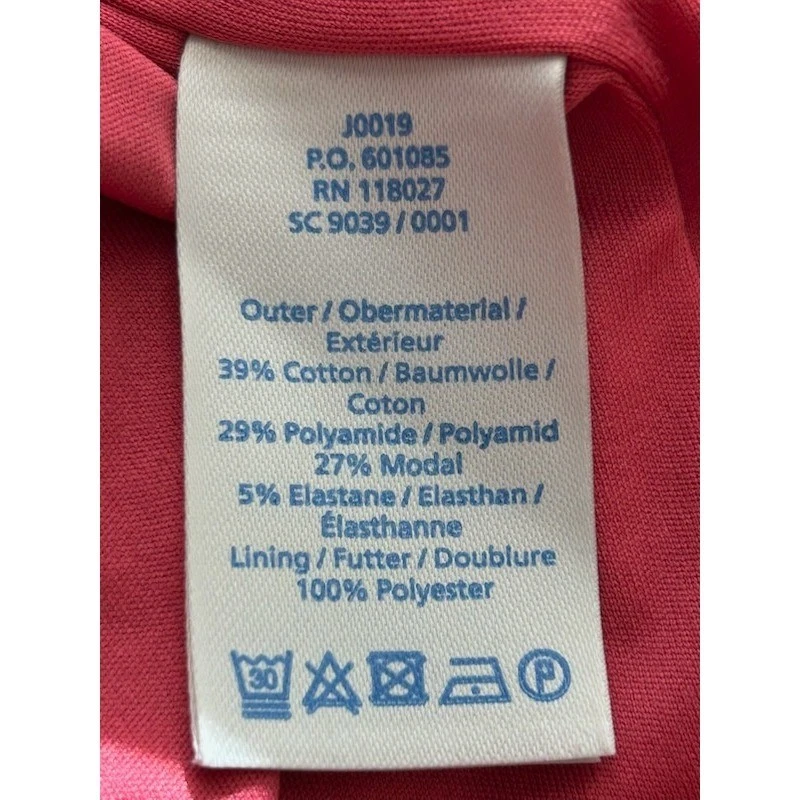 J0019
P.O. 601085
RN 118027
SC 9039 / 0001
Outer / Obermaterial /
Extérieur
39% Cotton / Baumwolle /
Coton
29% Polyamide / Polyamid
27% Modal
5% Elastane / Elasthan /
Élasthanne
Lining / Futter / Doublure
100% Polyester
30 P